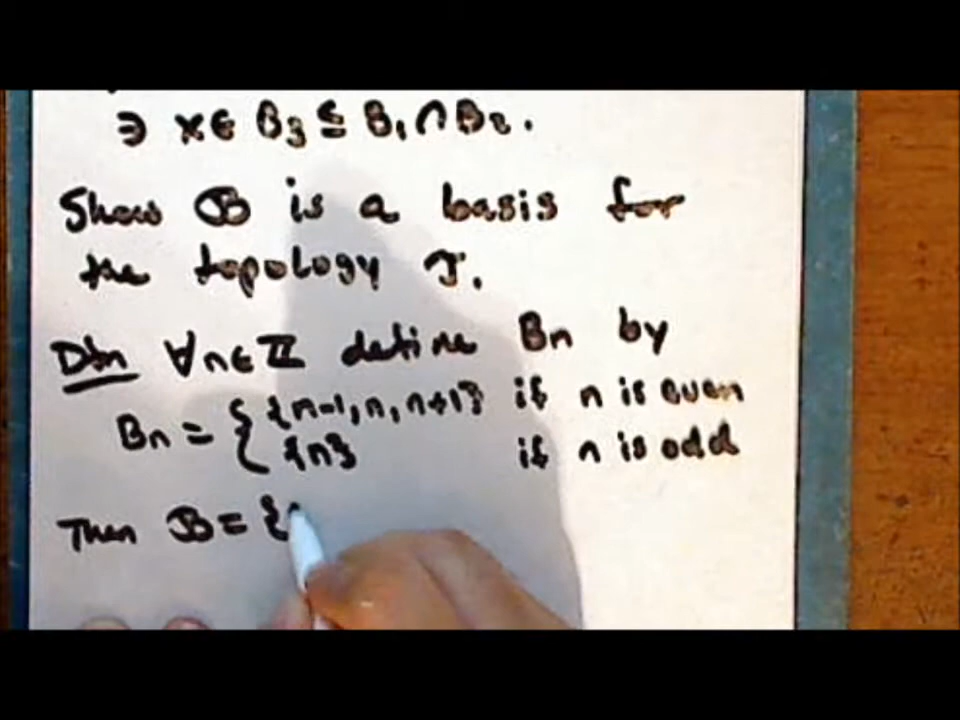 ∋ x ∈ B₃ ⊆ B₁ ∩ B₂.
Show 𝓑 is a basis for
the topology 𝒯.
Dfn ∀n∈ℤ define Bn by
Bn = { {n-1, n, n+1} if n is even
{n} if n is odd
Then 𝓑 = {